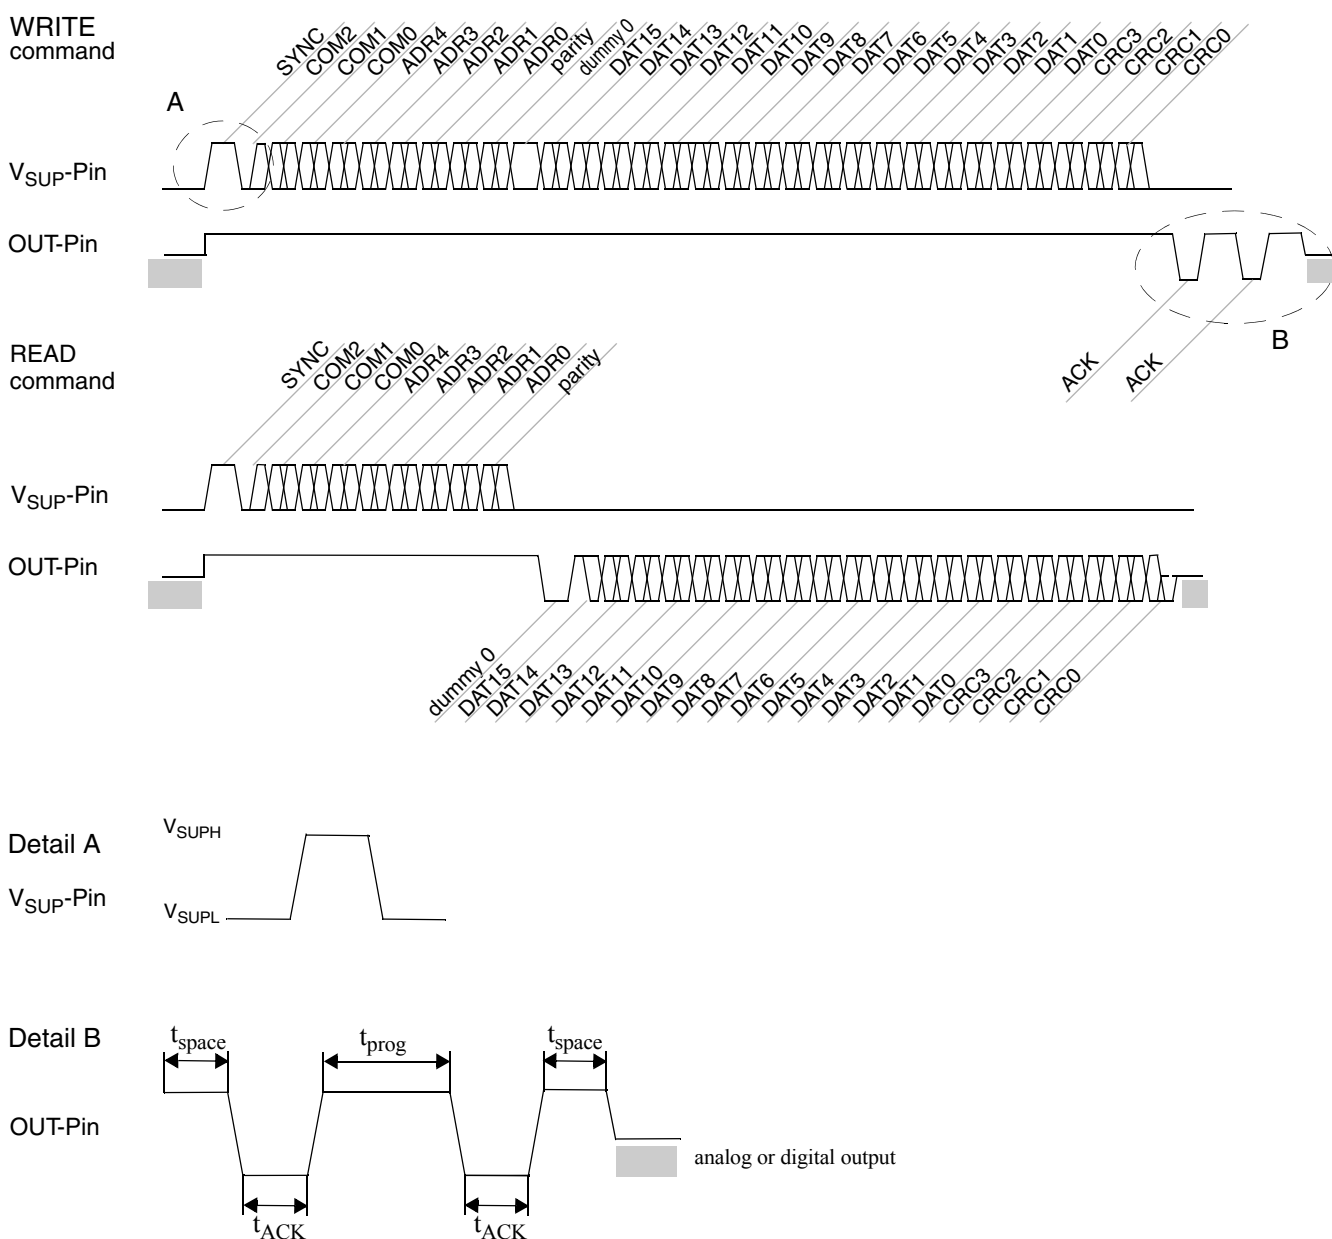 WRITE
command
SYNC
COM2
COM1
COM0
ADR4
ADR3
ADR2
ADR1
ADR0
parity
dummy 0
DAT15
DAT14
DAT13
DAT12
DAT11
DAT10
DAT9
DAT8
DAT7
DAT6
DAT5
DAT4
DAT3
DAT2
DAT1
DAT0
CRC3
CRC2
CRC1
CRC0
A
VSUP-Pin
OUT-Pin
B
ACK
ACK
READ
command
SYNC
COM2
COM1
COM0
ADR4
ADR3
ADR2
ADR1
ADR0
parity
VSUP-Pin
OUT-Pin
dummy 0
DAT15
DAT14
DAT13
DAT12
DAT11
DAT10
DAT9
DAT8
DAT7
DAT6
DAT5
DAT4
DAT3
DAT2
DAT1
DAT0
CRC3
CRC2
CRC1
CRC0
Detail A
VSUPH
VSUP-Pin
VSUPL
Detail B
tspace
tprog
tspace
OUT-Pin
analog or digital output
tACK
tACK